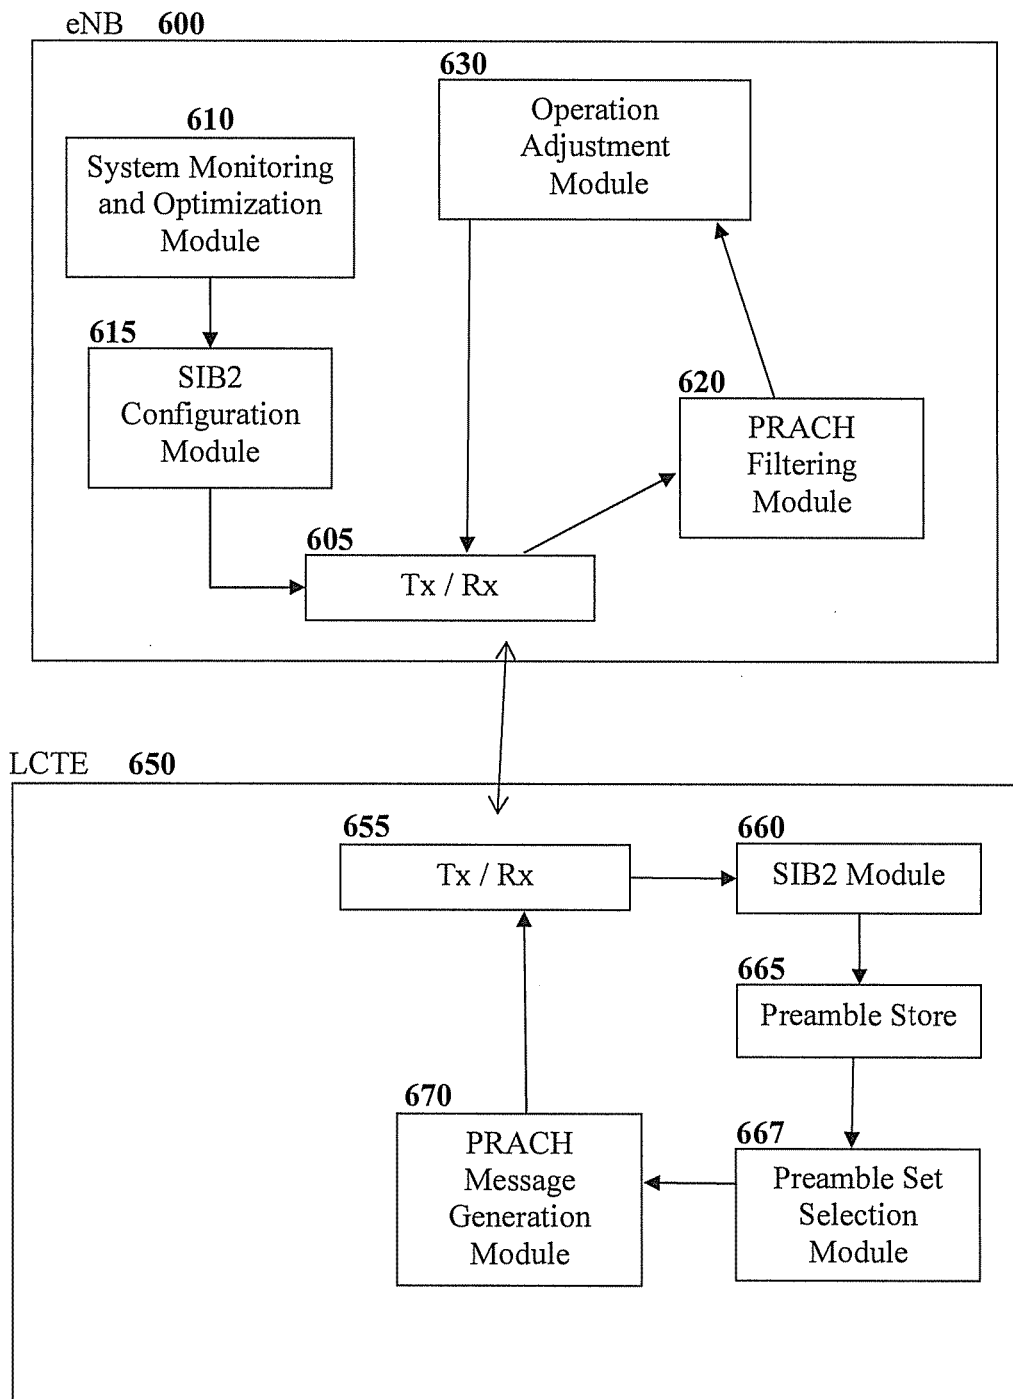 eNB 600
630
Operation
Adjustment
Module
610
System Monitoring
and Optimization
Module
615
SIB2
Configuration
Module
620
PRACH
Filtering
Module
605
Tx / Rx
LCTE 650
655
Tx / Rx
660
SIB2 Module
665
Preamble Store
670
PRACH
Message
Generation
Module
667
Preamble Set
Selection
Module